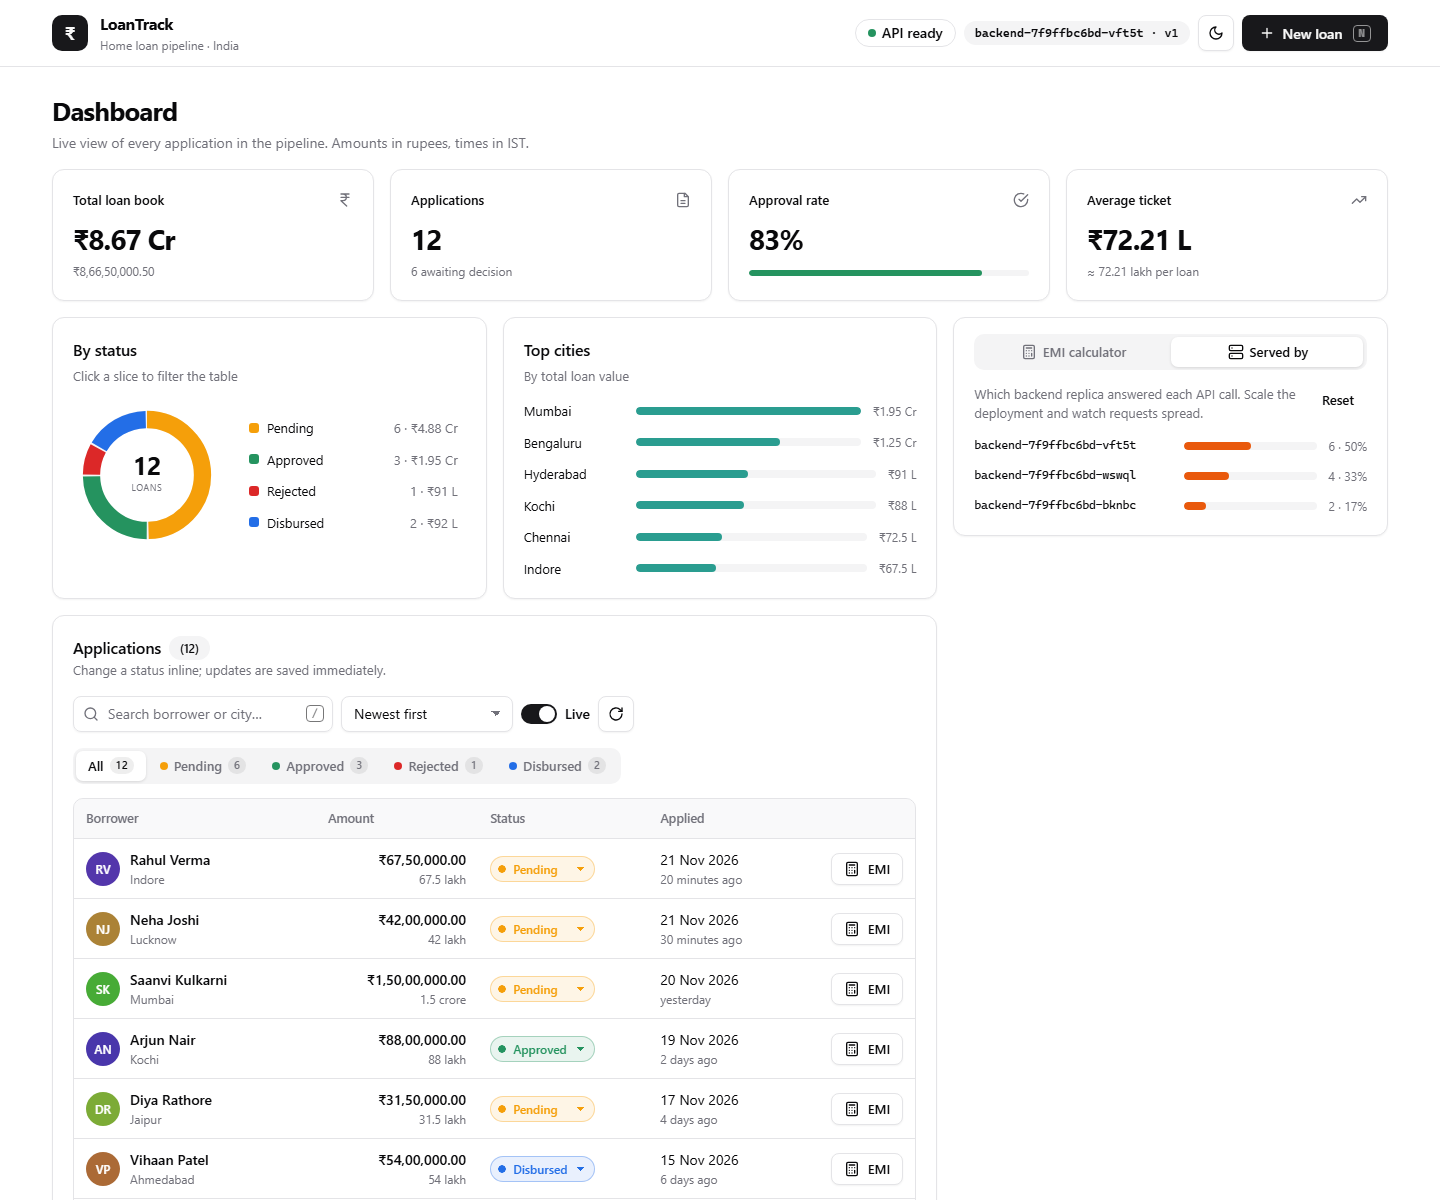 ₹
LoanTrack
Home loan pipeline · India
API ready
backend-7f9ffbc6bd-vft5t · v1
New loan
N
Dashboard
Live view of every application in the pipeline. Amounts in rupees, times in IST.
Total loan book
₹
₹8.67 Cr
₹8,66,50,000.50
Applications
12
6 awaiting decision
Approval rate
83%
Average ticket
₹72.21 L
≈ 72.21 lakh per loan
By status
Click a slice to filter the table
12
LOANS
Pending 6 · ₹4.88 Cr
Approved 3 · ₹1.95 Cr
Rejected 1 · ₹91 L
Disbursed 2 · ₹92 L
Top cities
By total loan value
Mumbai ₹1.95 Cr
Bengaluru ₹1.25 Cr
Hyderabad ₹91 L
Kochi ₹88 L
Chennai ₹72.5 L
Indore ₹67.5 L
EMI calculator
Served by
Which backend replica answered each API call. Scale the
deployment and watch requests spread.
Reset
backend-7f9ffbc6bd-vft5t 6 · 50%
backend-7f9ffbc6bd-wswql 4 · 33%
backend-7f9ffbc6bd-bknbc 2 · 17%
Applications (12)
Change a status inline; updates are saved immediately.
Search borrower or city... /
Newest first
Live
All 12
Pending 6
Approved 3
Rejected 1
Disbursed 2
Borrower Amount Status Applied
RV Rahul Verma ₹67,50,000.00 Pending 21 Nov 2026 EMI
Indore 67.5 lakh 20 minutes ago
NJ Neha Joshi ₹42,00,000.00 Pending 21 Nov 2026 EMI
Lucknow 42 lakh 30 minutes ago
SK Saanvi Kulkarni ₹1,50,00,000.00 Pending 20 Nov 2026 EMI
Mumbai 1.5 crore yesterday
AN Arjun Nair ₹88,00,000.00 Approved 19 Nov 2026 EMI
Kochi 88 lakh 2 days ago
DR Diya Rathore ₹31,50,000.00 Pending 17 Nov 2026 EMI
Jaipur 31.5 lakh 4 days ago
VP Vihaan Patel ₹54,00,000.00 Disbursed 15 Nov 2026 EMI
Ahmedabad 54 lakh 6 days ago